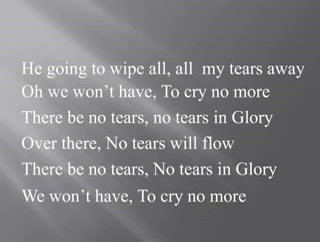 He going to wipe all, all  my tears away
Oh we won't have, To cry no more
There be no tears, no tears in Glory
Over there, No tears will flow
There be no tears, No tears in Glory
We won't have, To cry no more